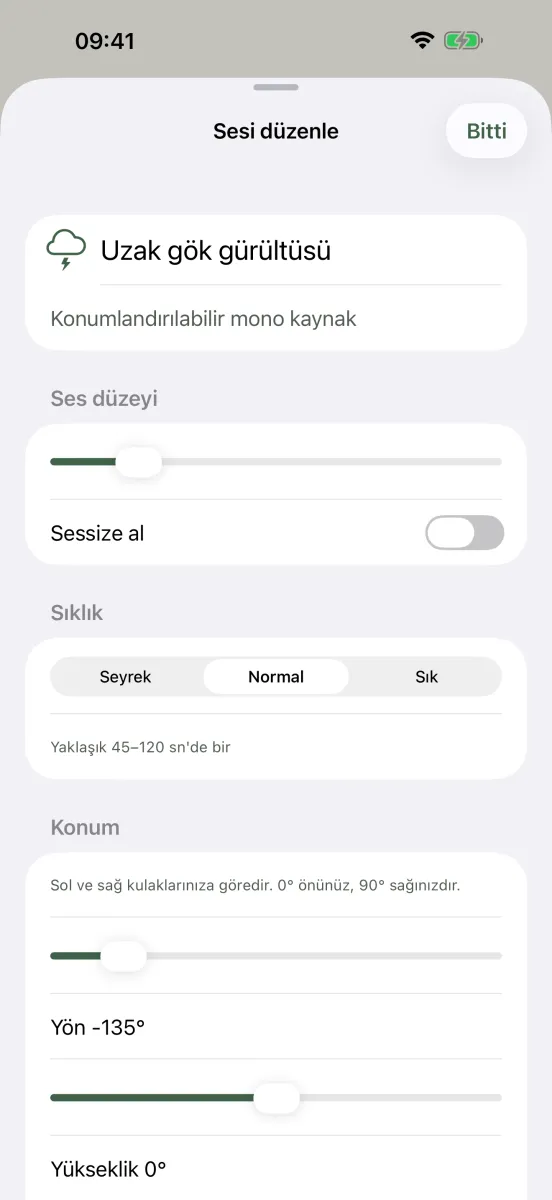 09:41
Sesi düzenle
Bitti
Uzak gök gürültüsü
Konumlandırılabilir mono kaynak
Ses düzeyi
Sessize al
Sıklık
Seyrek
Normal
Sık
Yaklaşık 45–120 sn'de bir
Konum
Sol ve sağ kulaklarınıza göredir. 0° önünüz, 90° sağınızdır.
Yön -135°
Yükseklik 0°